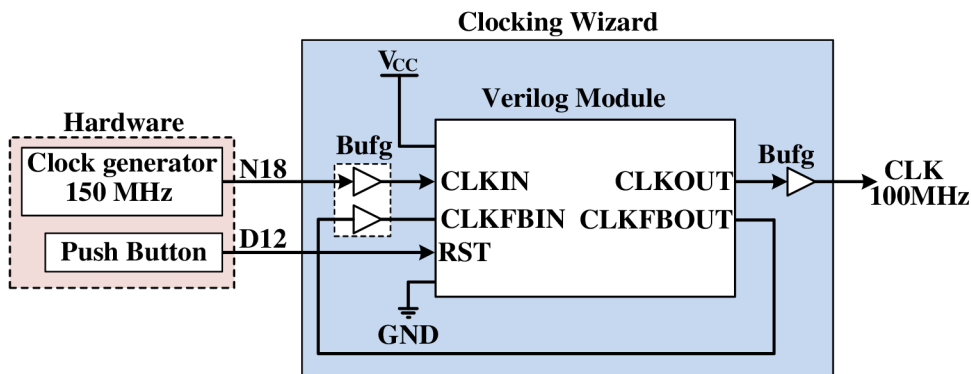 Clocking Wizard
V_CC
Verilog Module
Hardware
Clock generator
150 MHz
N18
Bufg
Bufg
CLK
100MHz
CLKIN
CLKOUT
CLKFBIN
CLKFBOUT
D12
Push Button
RST
GND